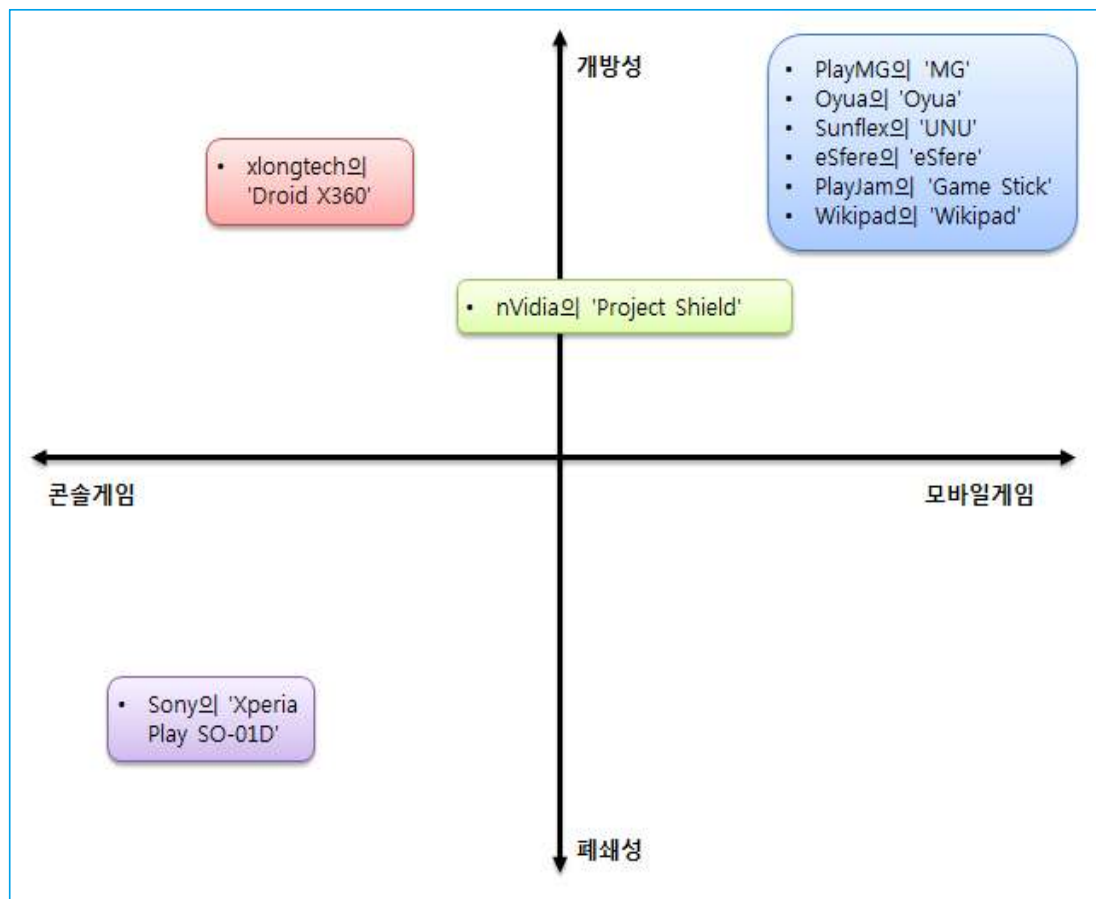 개방성
• PlayMG의 'MG'
• Oyua의 'Oyua'
• Sunflex의 'UNU'
• eSfere의 'eSfere'
• PlayJam의 'Game Stick'
• Wikipad의 'Wikipad'
• xlongtech의
'Droid X360'
• nVidia의 'Project Shield'
콘솔게임
모바일게임
• Sony의 'Xperia
Play SO-01D'
폐쇄성